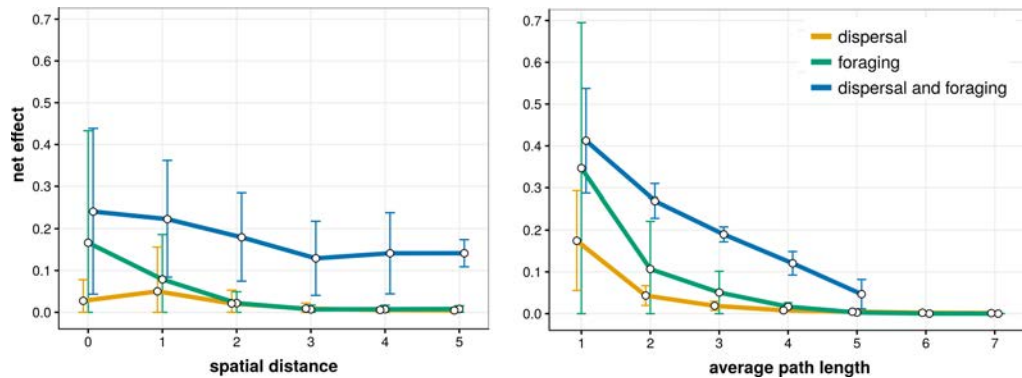 0.7
0.6
0.5
0.4
0.3
0.2
0.1
0.0
net effect
0 1 2 3 4 5
spatial distance
0.7
0.6
0.5
0.4
0.3
0.2
0.1
0.0
dispersal
foraging
dispersal and foraging
1 2 3 4 5 6 7
average path length